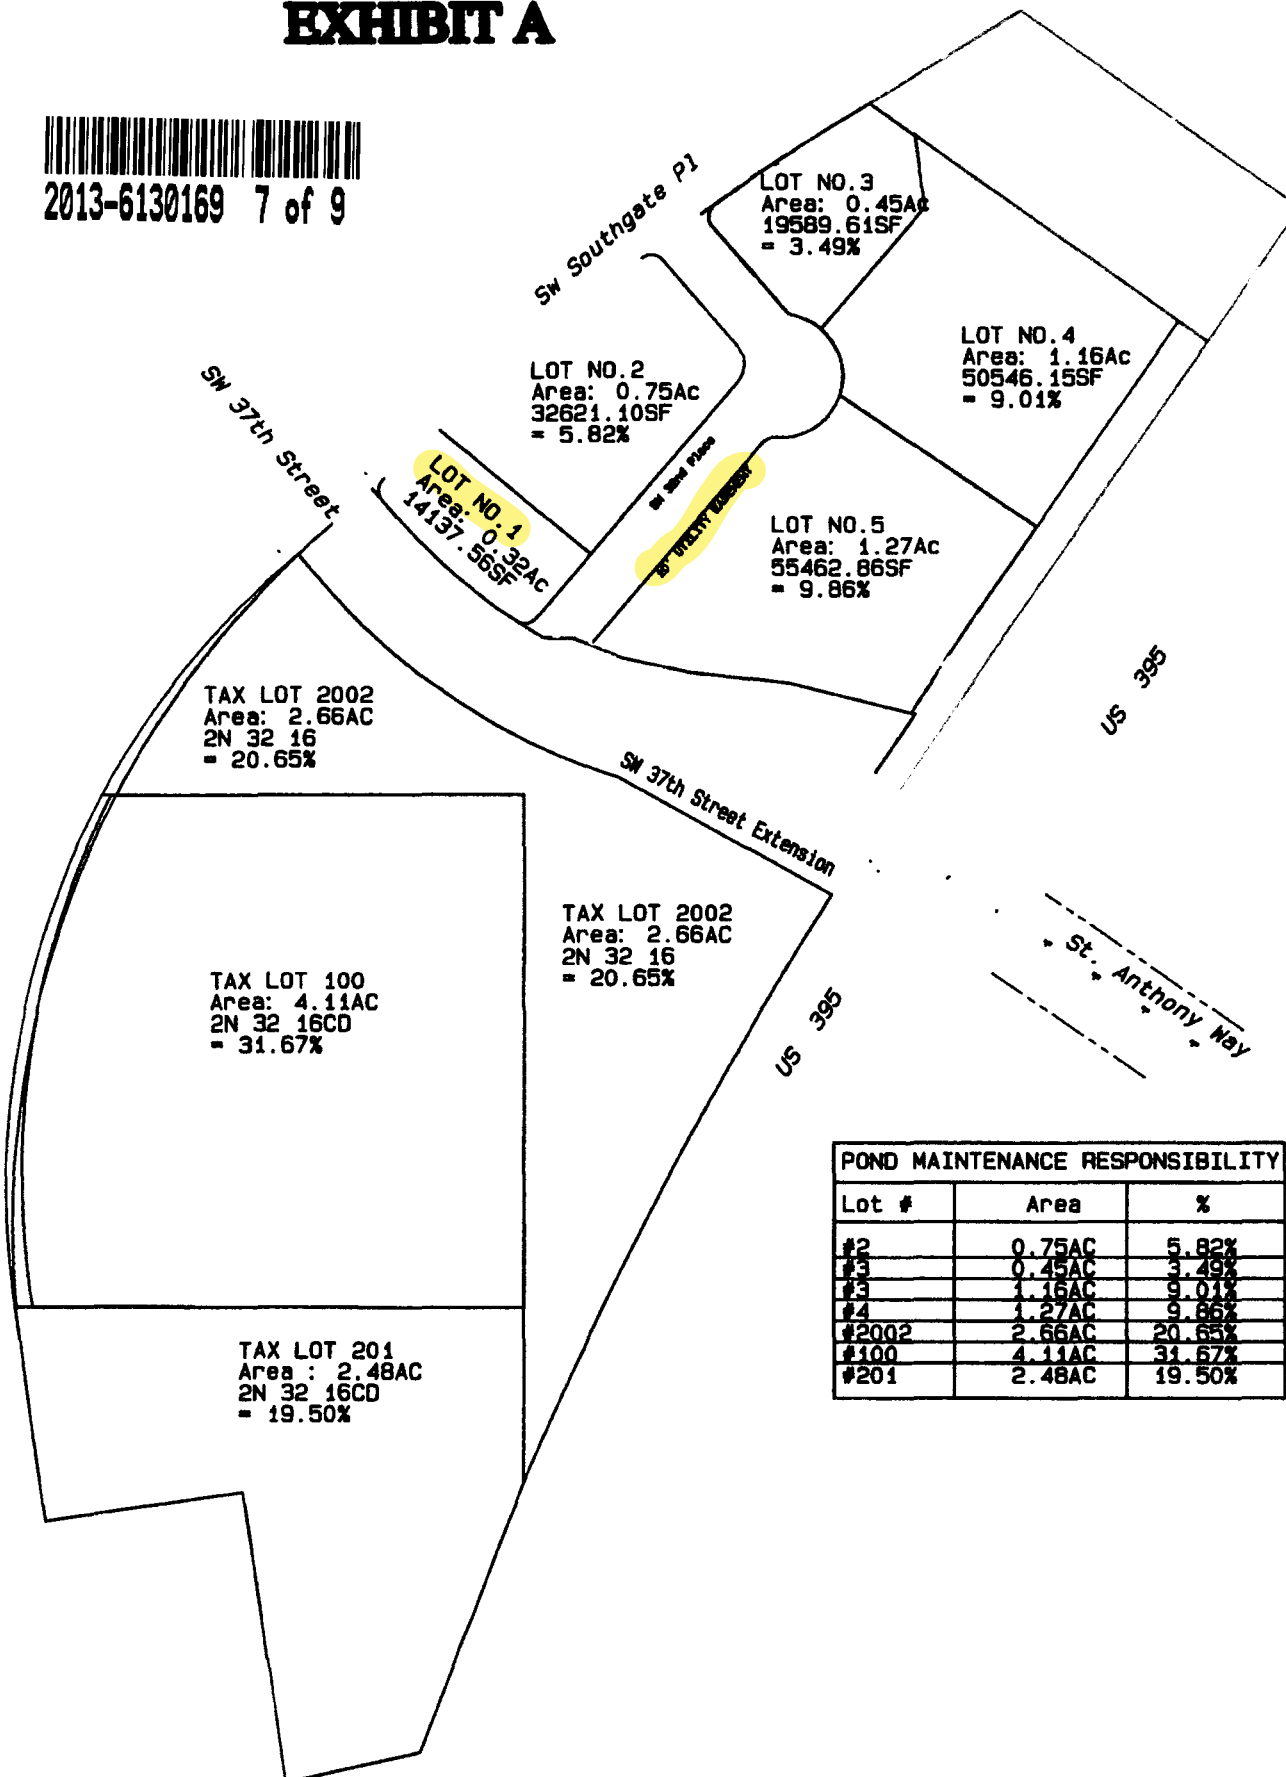 EXHIBIT A
2013-6130169 7 of 9
SW Southgate Pl
LOT NO.3
Area: 0.45Ac
19589.61SF
= 3.49%
LOT NO.4
Area: 1.16Ac
50546.15SF
= 9.01%
LOT NO.2
Area: 0.75Ac
32621.10SF
= 5.82%
SW 37th Street
LOT NO.1
Area: 0.32Ac
14137.56SF
SW 32nd Place
20' UTILITY EASEMENT
LOT NO.5
Area: 1.27Ac
55462.86SF
= 9.86%
US 395
TAX LOT 2002
Area: 2.66AC
2N 32 16
= 20.65%
SW 37th Street Extension
TAX LOT 2002
Area: 2.66AC
2N 32 16
= 20.65%
TAX LOT 100
Area: 4.11AC
2N 32 16CD
= 31.67%
St. Anthony Way
US 395
POND MAINTENANCE RESPONSIBILITY
Lot # Area %
#2 0.75AC 5.82%
#3 0.45AC 3.49%
#3 1.16AC 9.01%
#4 1.27AC 9.86%
#2002 2.66AC 20.65%
#100 4.11AC 31.67%
#201 2.48AC 19.50%
TAX LOT 201
Area : 2.48AC
2N 32 16CD
= 19.50%